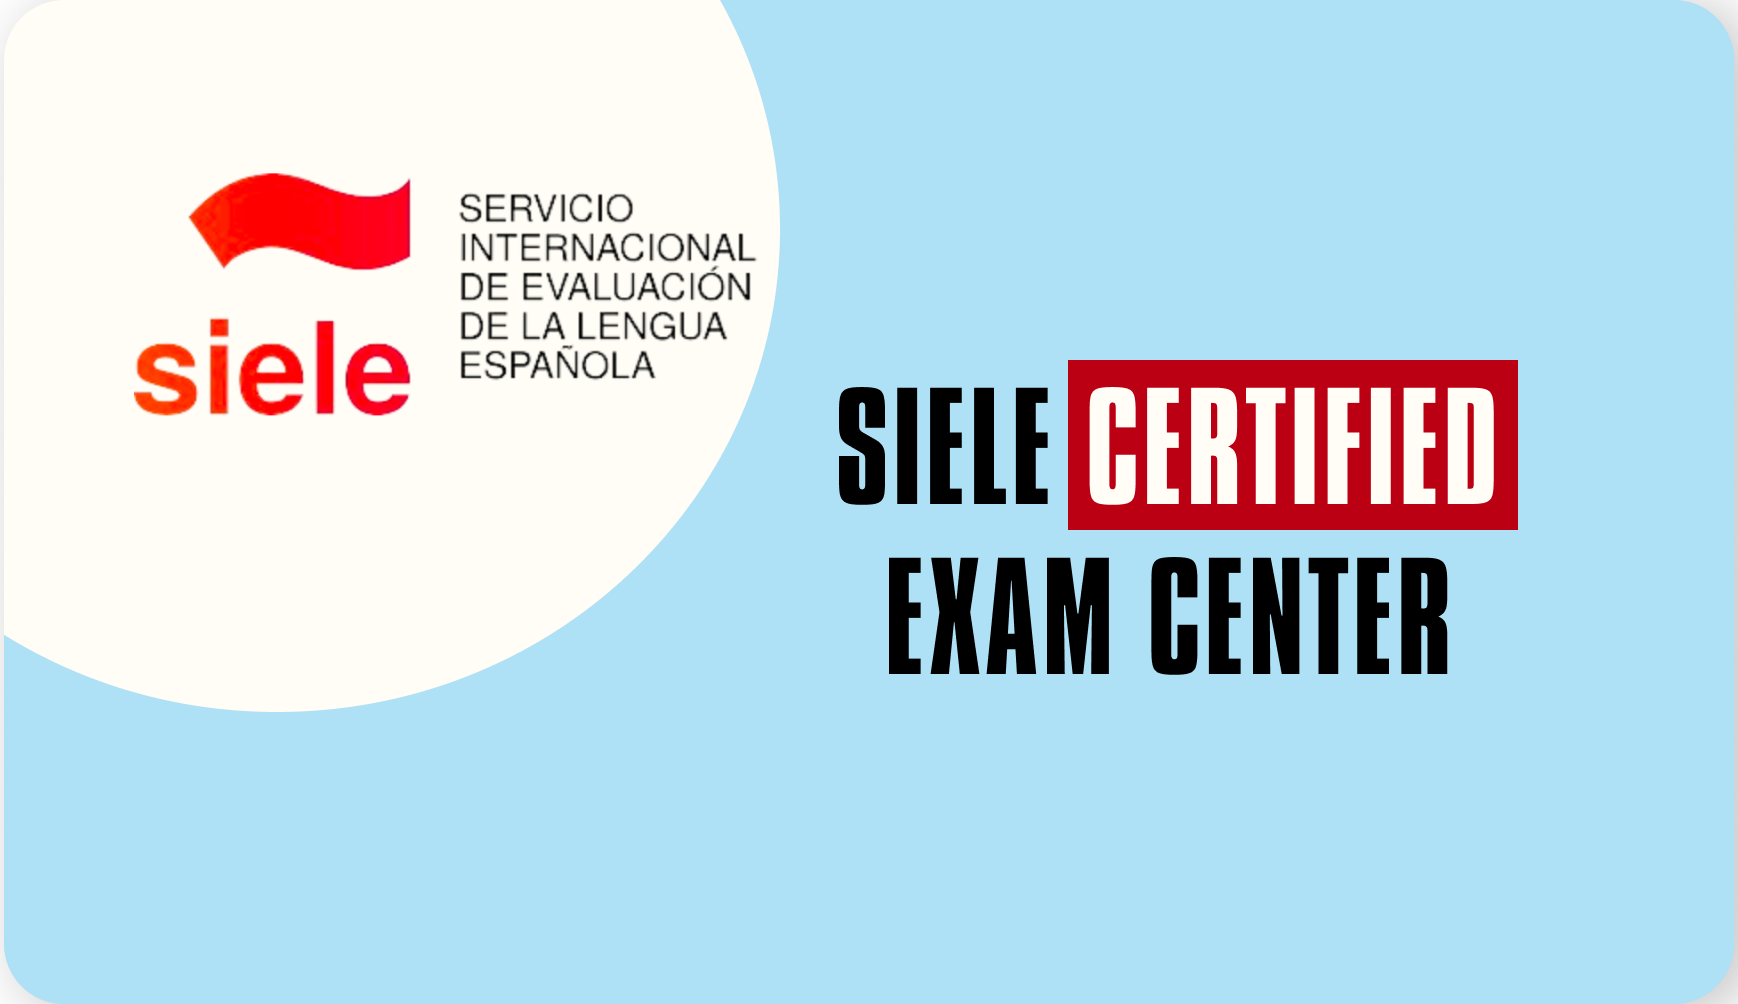 siele
SERVICIO
INTERNACIONAL
DE EVALUACIÓN
DE LA LENGUA
ESPAÑOLA
SIELE CERTIFIED
EXAM CENTER